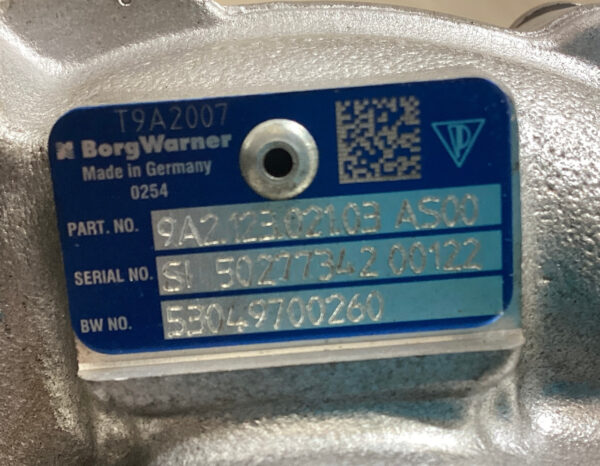 T9A2007
BorgWarner
Made in Germany
0254
PART. NO. 9A2.123.021.03 AS00
SERIAL NO. SI 50277342 00122
BW NO. 53049700260